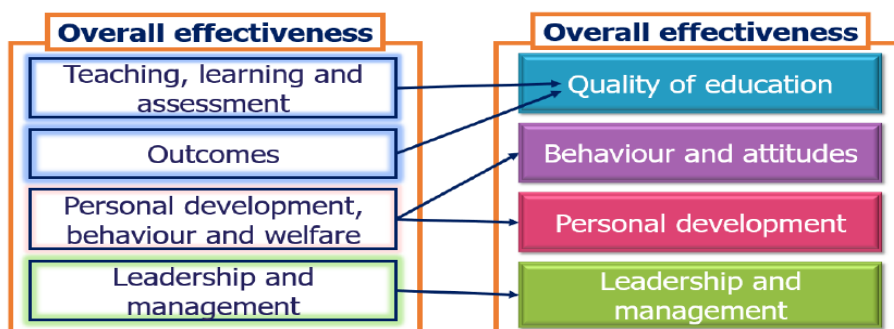 Overall effectiveness
Teaching, learning and
assessment
Outcomes
Personal development,
behaviour and welfare
Leadership and
management
Overall effectiveness
Quality of education
Behaviour and attitudes
Personal development
Leadership and
management